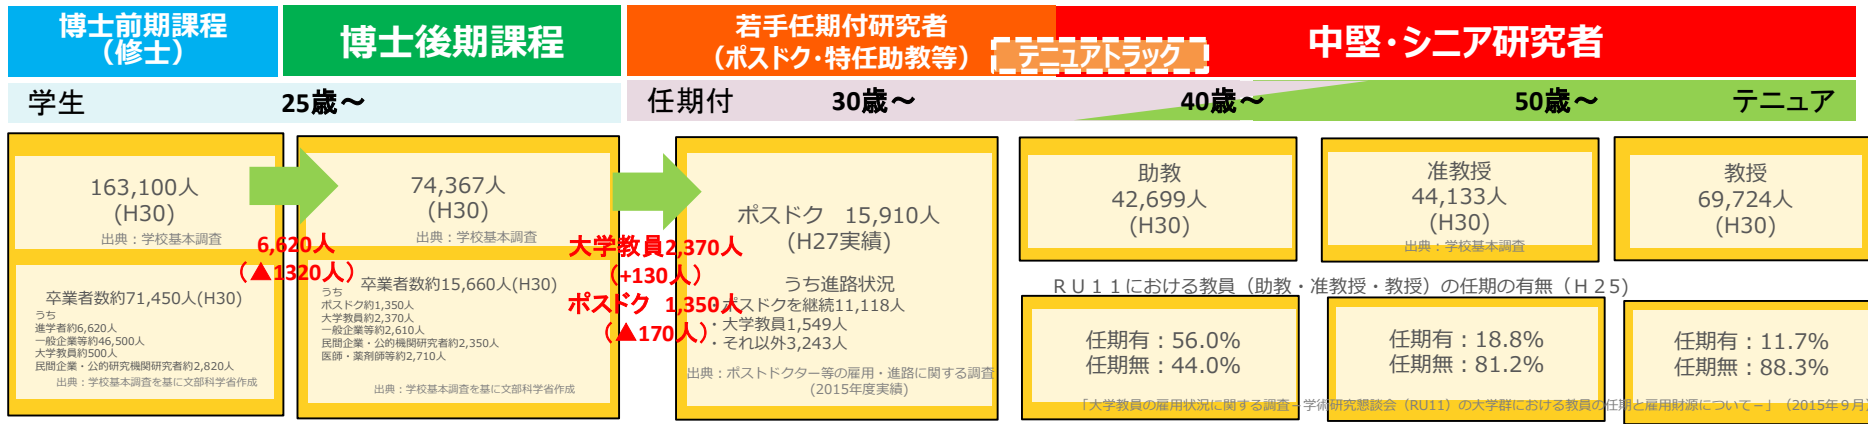 博士前期課程
（修士）
博士後期課程
若手任期付研究者
（ポスドク・特任助教等）
テニュアトラック
中堅・シニア研究者
学生
25歳～
任期付
30歳～
40歳～
50歳～
テニュア
163,100人
(H30)
出典：学校基本調査
6,620人
（▲1320人）
卒業者数約71,450人(H30)
うち
進学者約6,620人
一般企業等約46,500人
大学教員約500人
民間企業・公的研究機関研究者約2,820人
出典：学校基本調査を基に文部科学省作成
74,367人
(H30)
出典：学校基本調査
卒業者数約15,660人(H30)
うち
ポスドク約1,350人
大学教員約2,370人
一般企業等約2,610人
民間企業・公的機関研究者約2,350人
医師・薬剤師等約2,710人
出典：学校基本調査を基に文部科学省作成
大学教員2,370人
（+130人）
ポスドク 1,350人
（▲170人）
ポスドク 15,910人
(H27実績)
うち進路状況
ポスドクを継続11,118人
・大学教員1,549人
・それ以外3,243人
出典：ポストドクター等の雇用・進路に関する調査
(2015年度実績)
助教
42,699人
(H30)
准教授
44,133人
(H30)
出典：学校基本調査
教授
69,724人
(H30)
ＲＵ１１における教員（助教・准教授・教授）の任期の有無（Ｈ２５）
任期有：56.0%
任期無：44.0%
任期有：18.8%
任期無：81.2%
任期有：11.7%
任期無：88.3%
「大学教員の雇用状況に関する調査－学術研究懇談会（RU11）の大学群における教員の任期と雇用財源について－」（2015年９月）